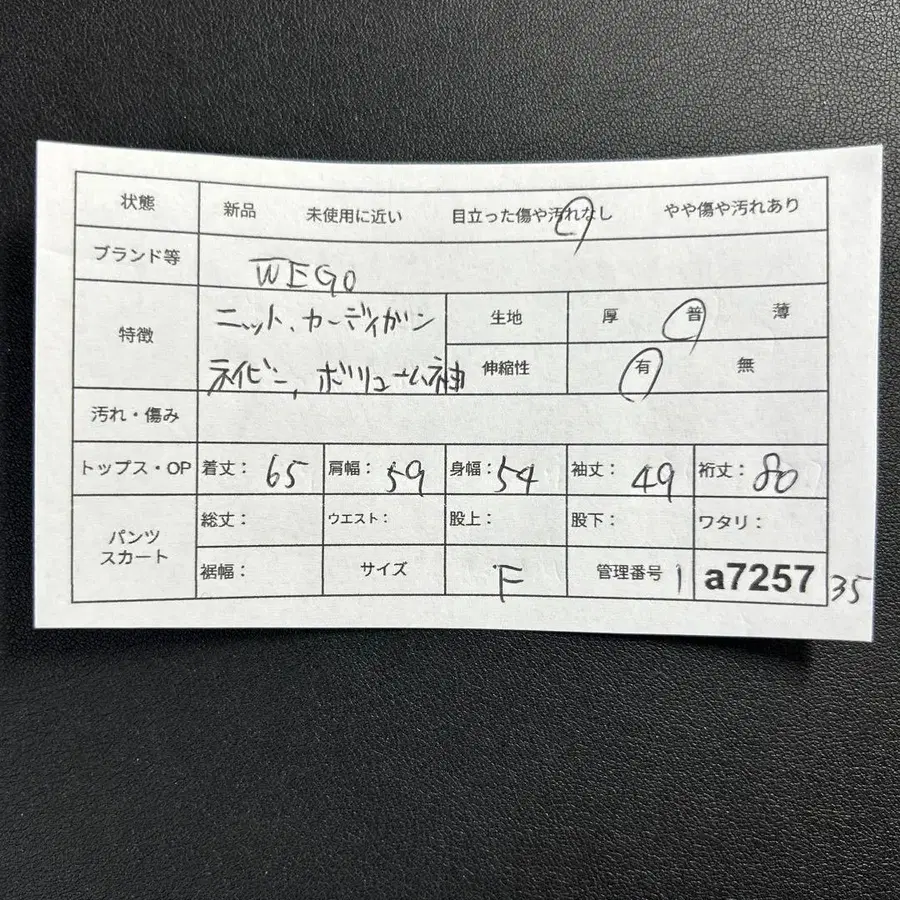 状態 新品 未使用に近い 目立った傷や汚れなし やや傷や汚れあり
ブランド等 WEGO
特徴 ニット、カーディガン 生地 厚 普 薄
ネイビー、ボリューム袖 伸縮性 有 無
汚れ・傷み
トップス・OP 着丈: 65 肩幅: 59 身幅: 54 袖丈: 49 裄丈: 80
パンツ スカート 総丈: ウエスト: 股上: 股下: ワタリ:
裾幅: サイズ F 管理番号 1 a7257 35